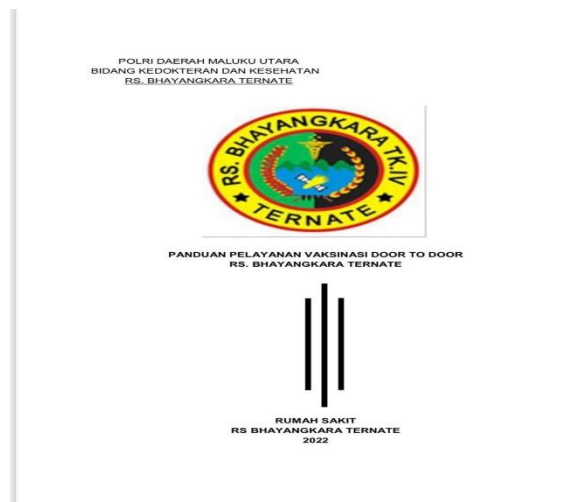 POLRI DAERAH MALUKU UTARA
BIDANG KEDOKTERAN DAN KESEHATAN
RS. BHAYANGKARA TERNATE
RS. BHAYANGKARA TK.IV
TERNATE
PANDUAN PELAYANAN VAKSINASI DOOR TO DOOR
RS. BHAYANGKARA TERNATE
RUMAH SAKIT
RS BHAYANGKARA TERNATE
2022